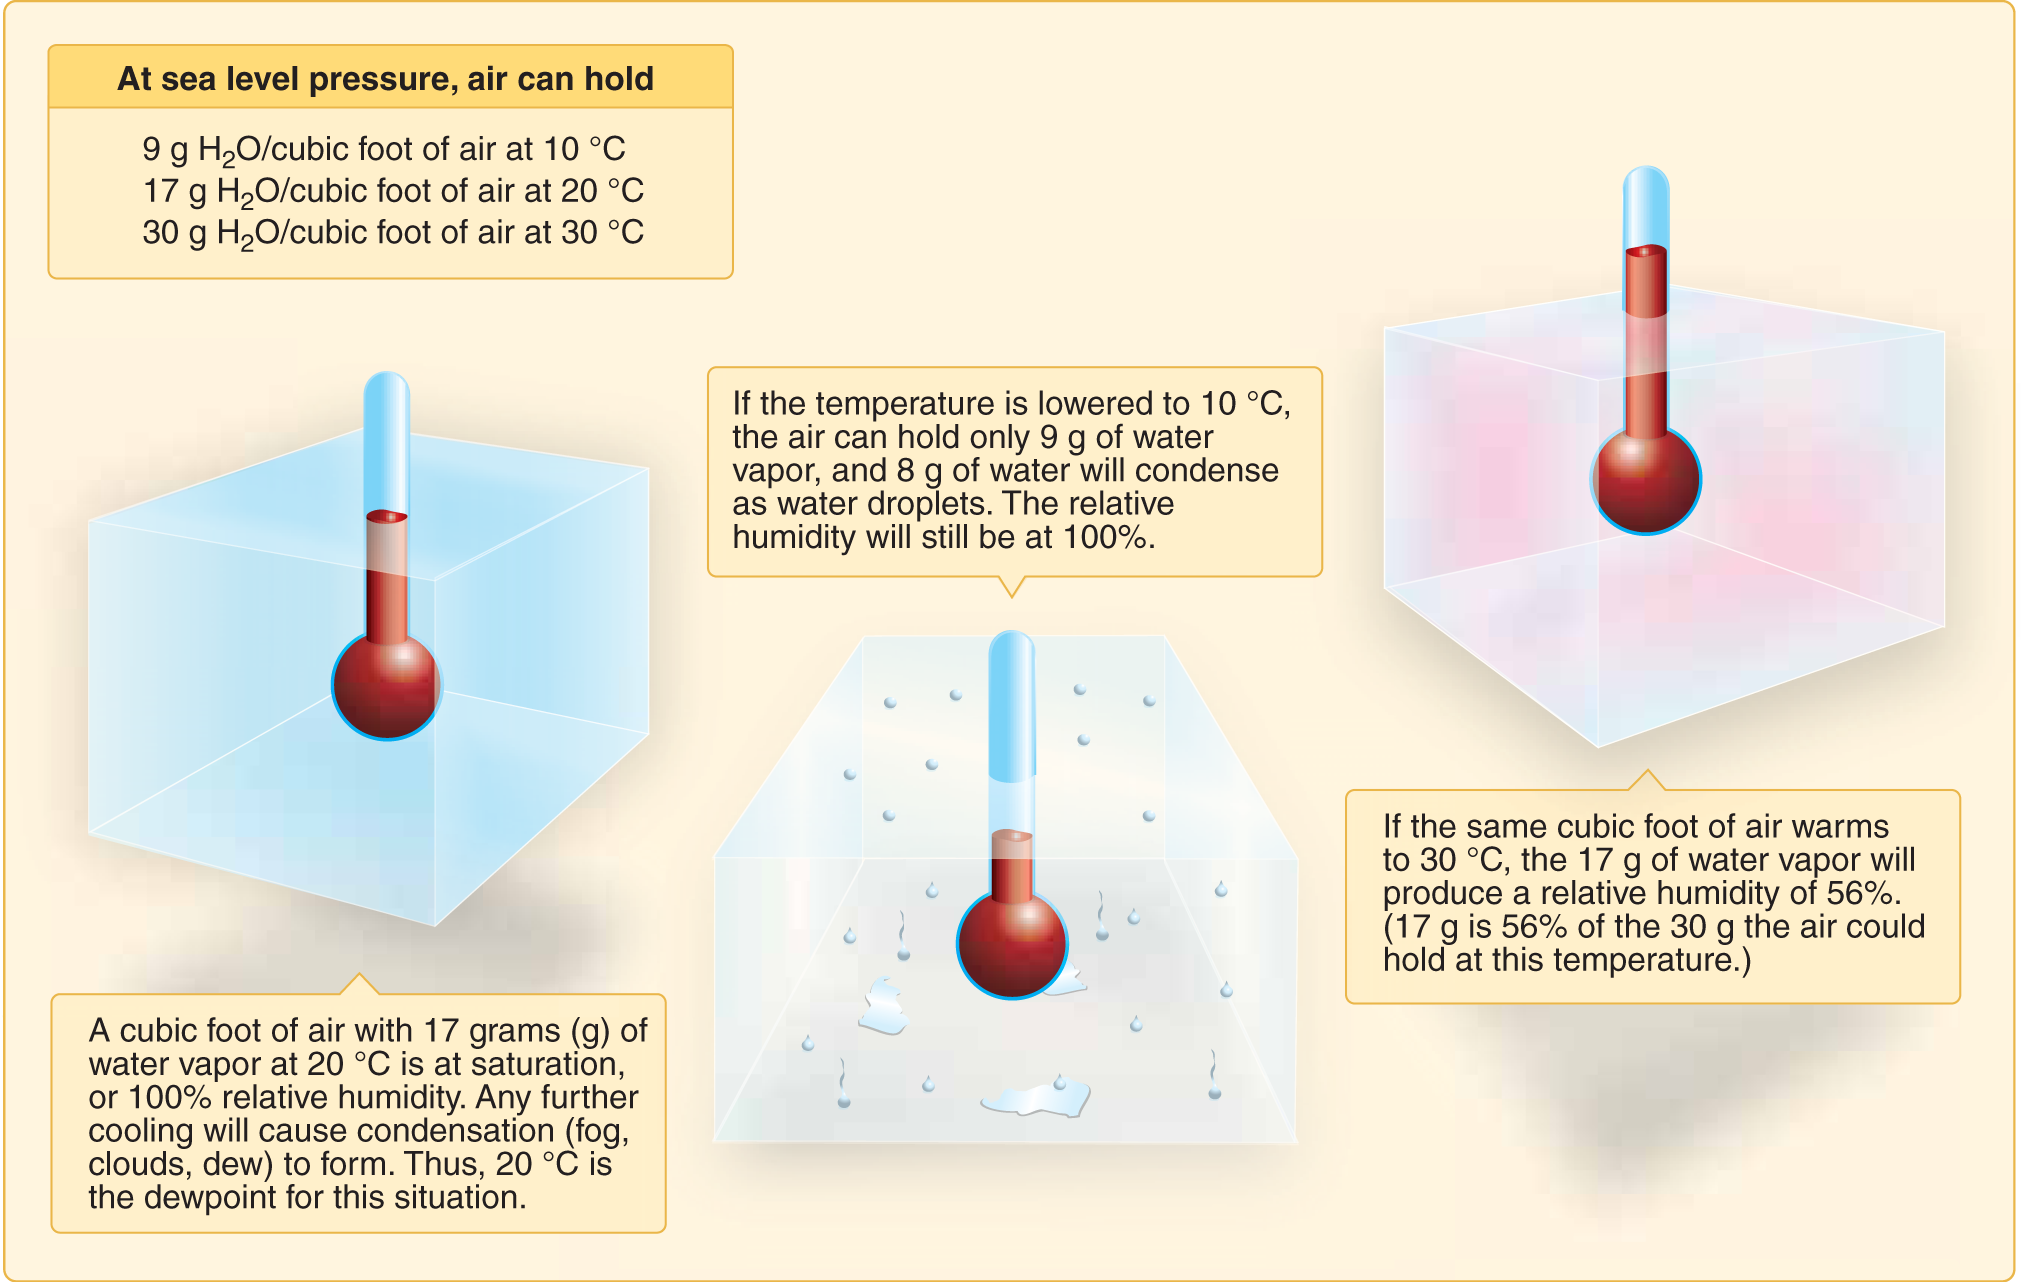 At sea level pressure, air can hold
9 g H₂O/cubic foot of air at 10 °C
17 g H₂O/cubic foot of air at 20 °C
30 g H₂O/cubic foot of air at 30 °C
A cubic foot of air with 17 grams (g) of
water vapor at 20 °C is at saturation,
or 100% relative humidity. Any further
cooling will cause condensation (fog,
clouds, dew) to form. Thus, 20 °C is
the dewpoint for this situation.
If the temperature is lowered to 10 °C,
the air can hold only 9 g of water
vapor, and 8 g of water will condense
as water droplets. The relative
humidity will still be at 100%.
If the same cubic foot of air warms
to 30 °C, the 17 g of water vapor will
produce a relative humidity of 56%.
(17 g is 56% of the 30 g the air could
hold at this temperature.)